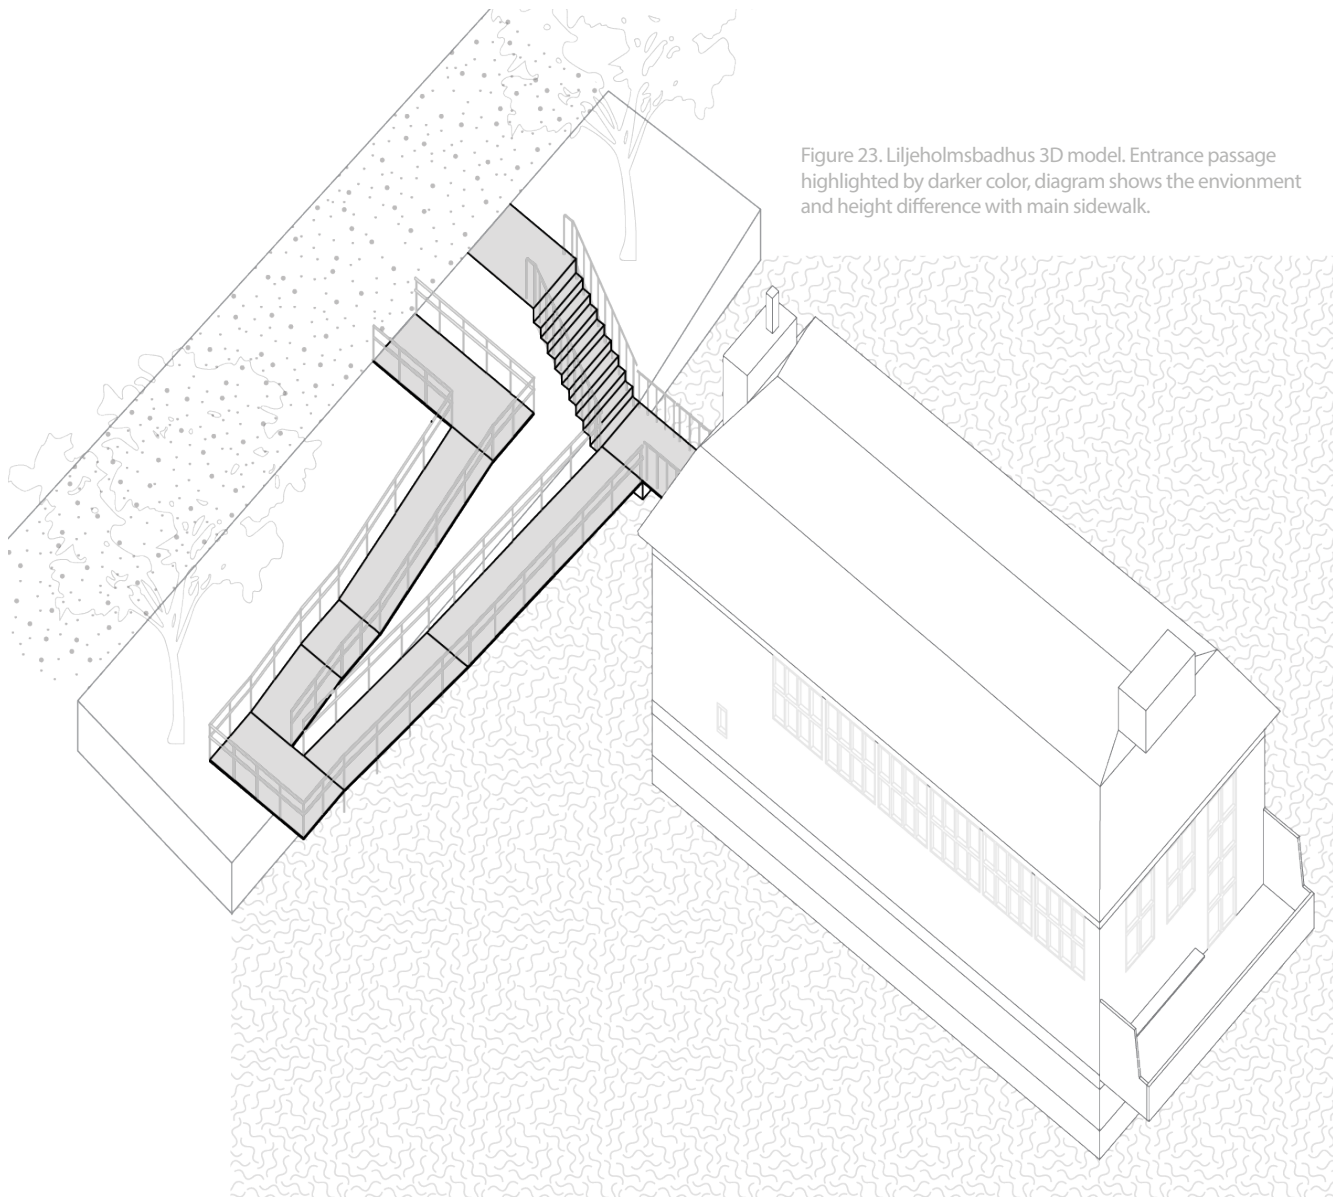 Figure 23. Liljeholmsbadhus 3D model. Entrance passage
highlighted by darker color, diagram shows the envionment
and height difference with main sidewalk.